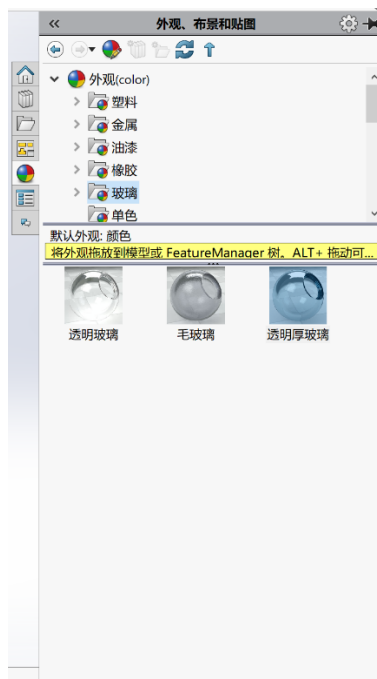 外观、布景和贴图
外观(color)
塑料
金属
油漆
橡胶
玻璃
单色
默认外观: 颜色
将外观拖放到模型或 FeatureManager 树。ALT+ 拖动可...
透明玻璃
毛玻璃
透明厚玻璃